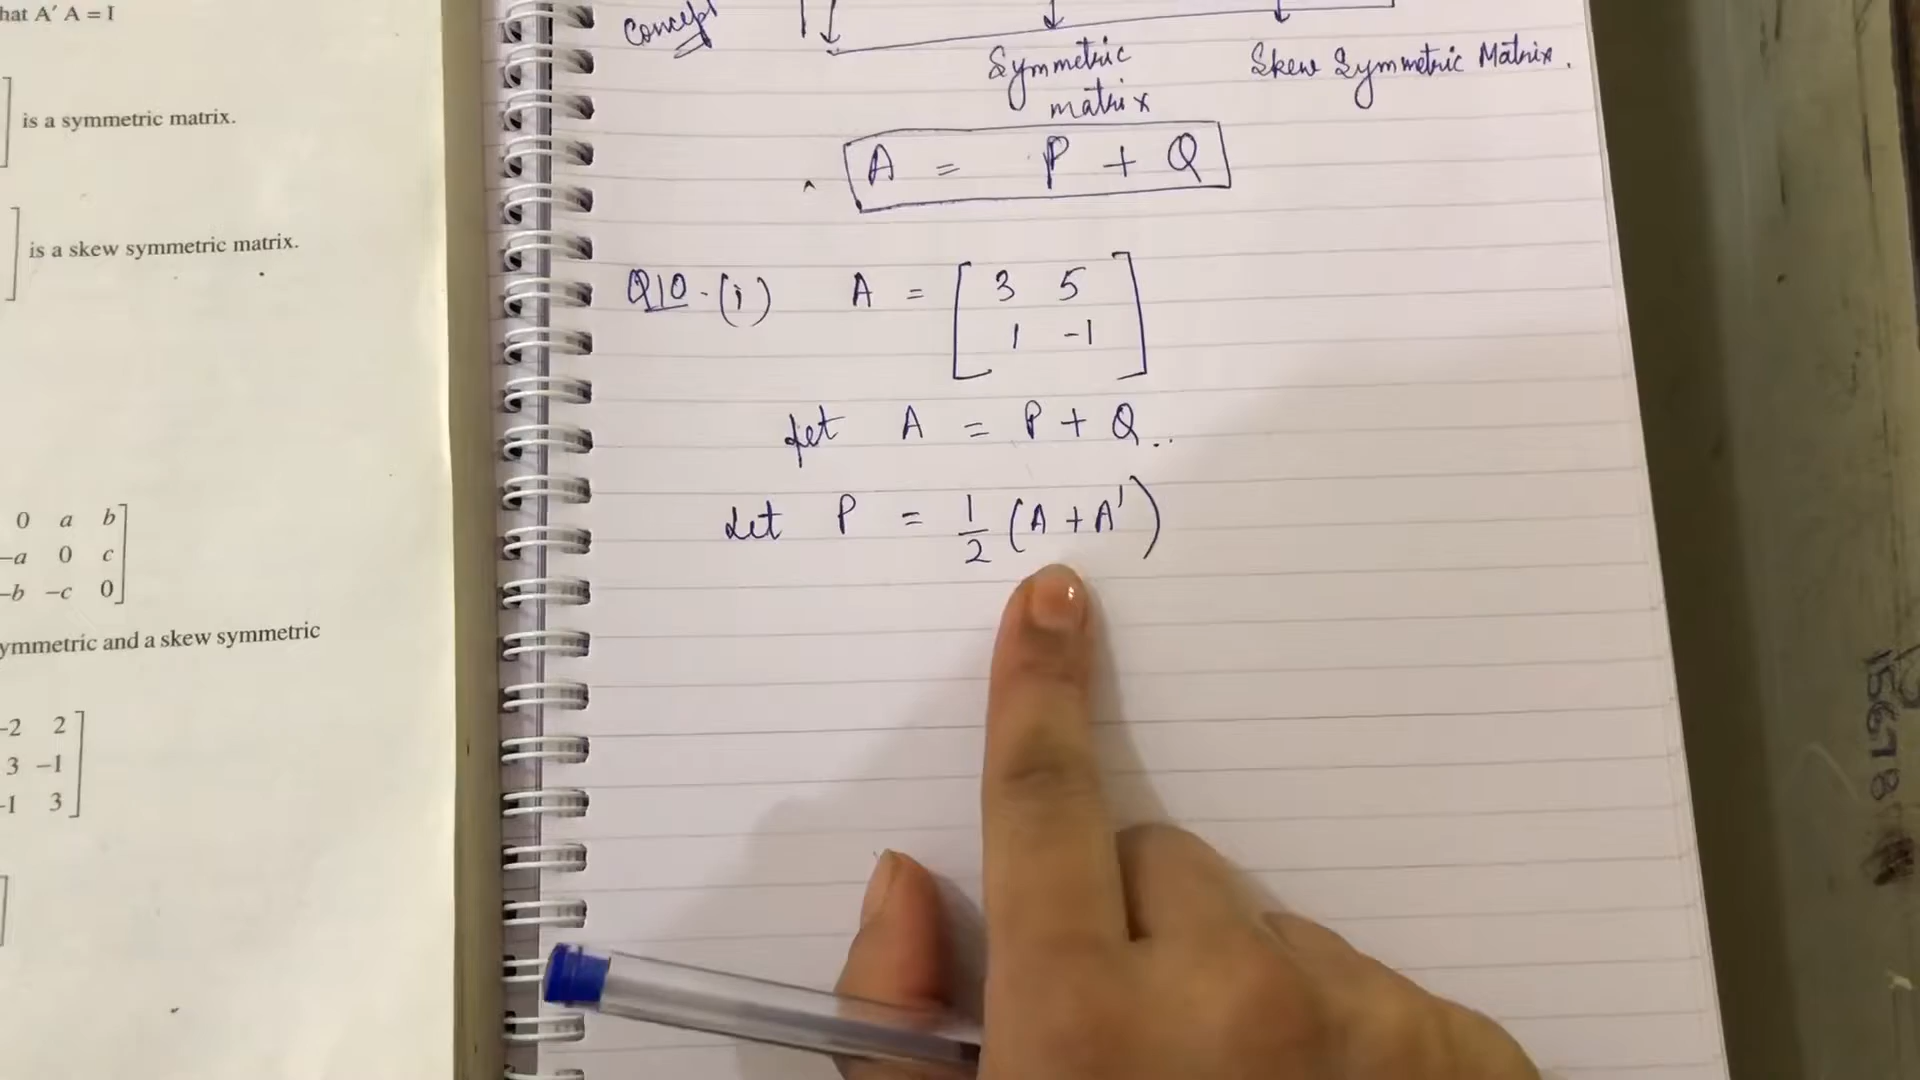 hat A′ A = I
is a symmetric matrix.
is a skew symmetric matrix.
0 a b
−a 0 c
−b −c 0
ymmetric and a skew symmetric
−2 2
3 −1
−1 3
Concept
Symmetric matrix
Skew Symmetric Matrix.
A = P + Q
Q10-(i) A = [ 3 5
1 -1 ]
Let A = P + Q..
Let P = 1/2 (A + A')
15678